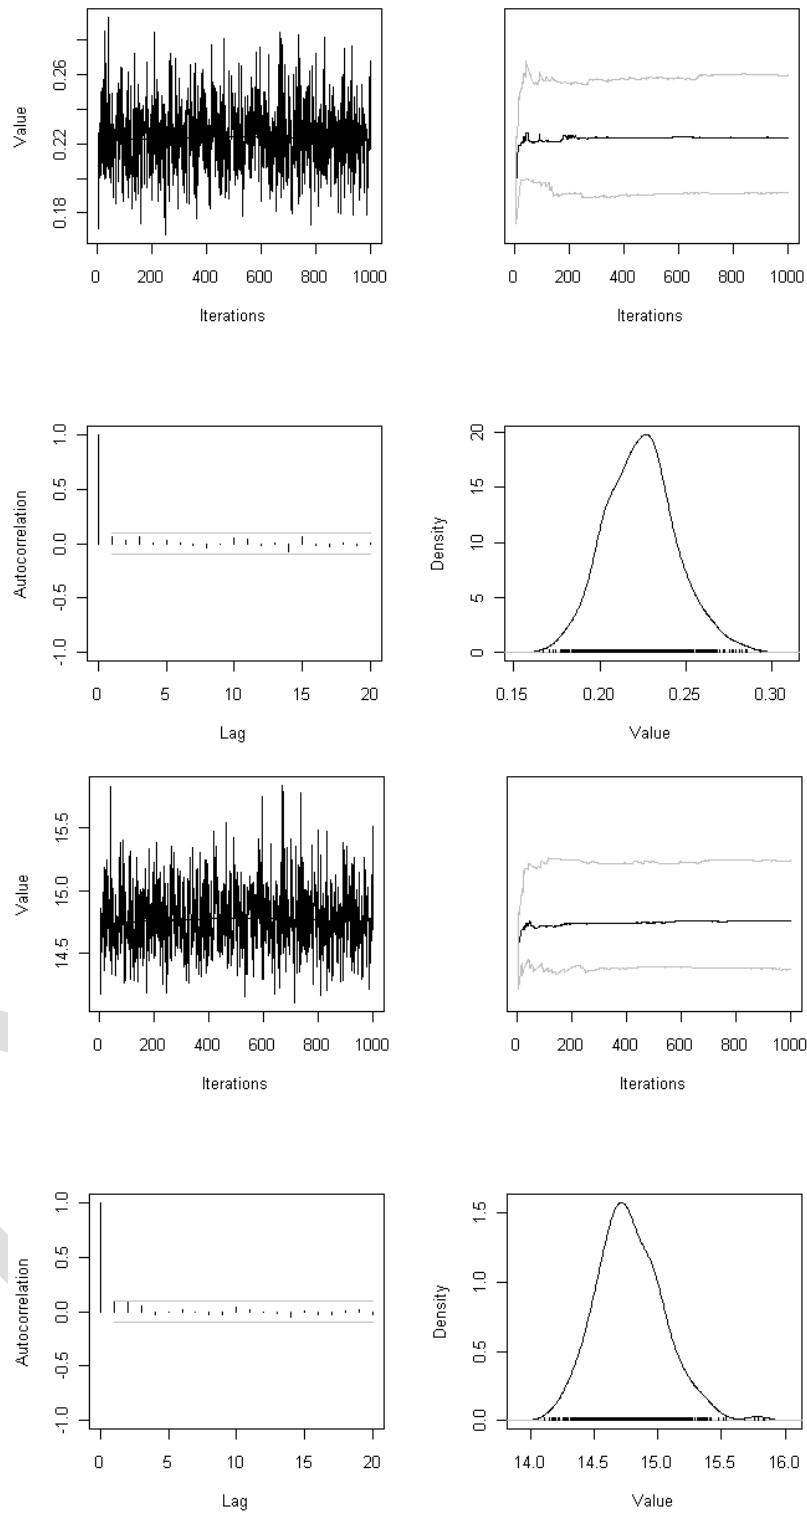 Value
0.18 0.22 0.26
0 200 400 600 800 1000
Iterations
0 200 400 600 800 1000
Iterations
Autocorrelation
-1.0 -0.5 0.0 0.5 1.0
0 5 10 15 20
Lag
Density
0 5 10 15 20
0.15 0.20 0.25 0.30
Value
Value
14.5 15.0 15.5
0 200 400 600 800 1000
Iterations
0 200 400 600 800 1000
Iterations
Autocorrelation
-1.0 -0.5 0.0 0.5 1.0
0 5 10 15 20
Lag
Density
0.0 0.5 1.0 1.5
14.0 14.5 15.0 15.5 16.0
Value